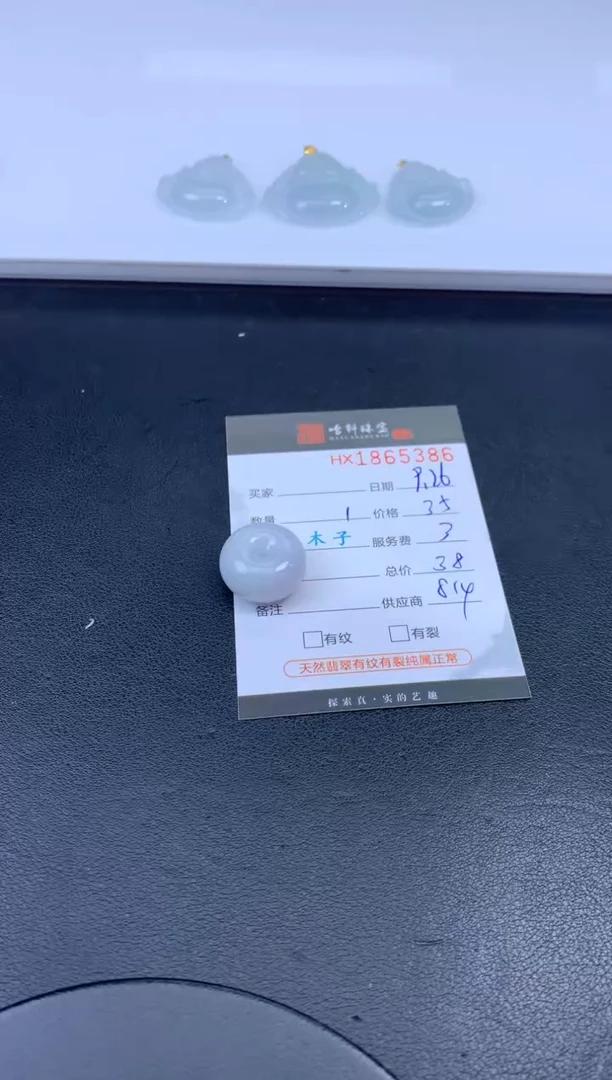 HX1865386
买家 日期 9.26
数量 1 价格 35
木子 服务费 3
总价 38
备注 供应商 814
有纹 有裂
天然翡翠有纹有裂纯属正常
探索真·实的艺趣